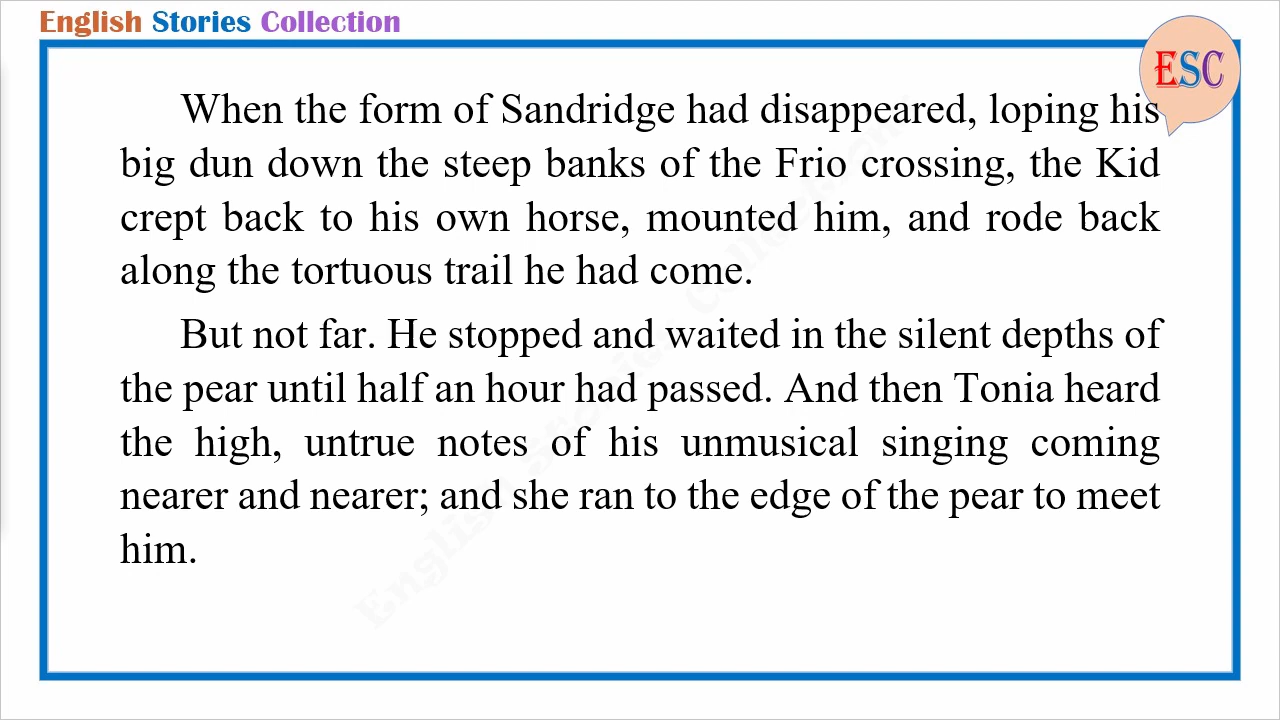 English Stories Collection
ESC
When the form of Sandridge had disappeared, loping his
big dun down the steep banks of the Frio crossing, the Kid
crept back to his own horse, mounted him, and rode back
along the tortuous trail he had come.
But not far. He stopped and waited in the silent depths of
the pear until half an hour had passed. And then Tonia heard
the high, untrue notes of his unmusical singing coming
nearer and nearer; and she ran to the edge of the pear to meet
him.
English Stories Collection